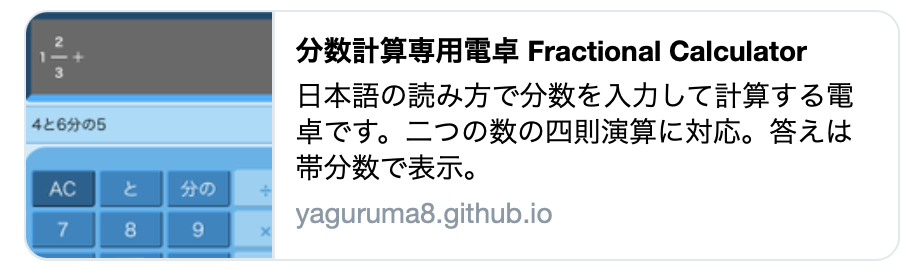 1 2/3 +
4と6分の5
AC と 分の ÷
7 8 9 ×
分数計算専用電卓 Fractional Calculator
日本語の読み方で分数を入力して計算する電
卓です。二つの数の四則演算に対応。答えは
帯分数で表示。
yaguruma8.github.io